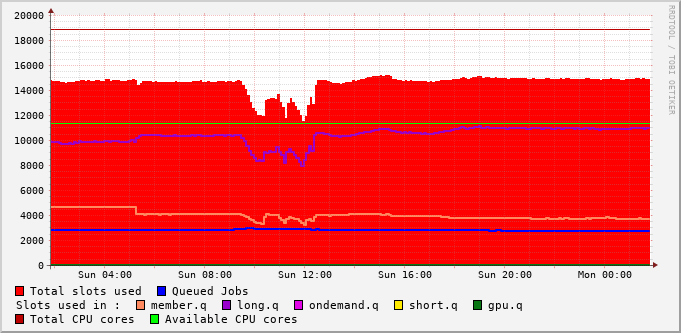 20000
18000
16000
14000
12000
10000
8000
6000
4000
2000
0
Sun 04:00 Sun 08:00 Sun 12:00 Sun 16:00 Sun 20:00 Mon 00:00
RRDTOOL / TOBI OETIKER
Total slots used Queued Jobs
Slots used in : member.q long.q ondemand.q short.q gpu.q
Total CPU cores Available CPU cores